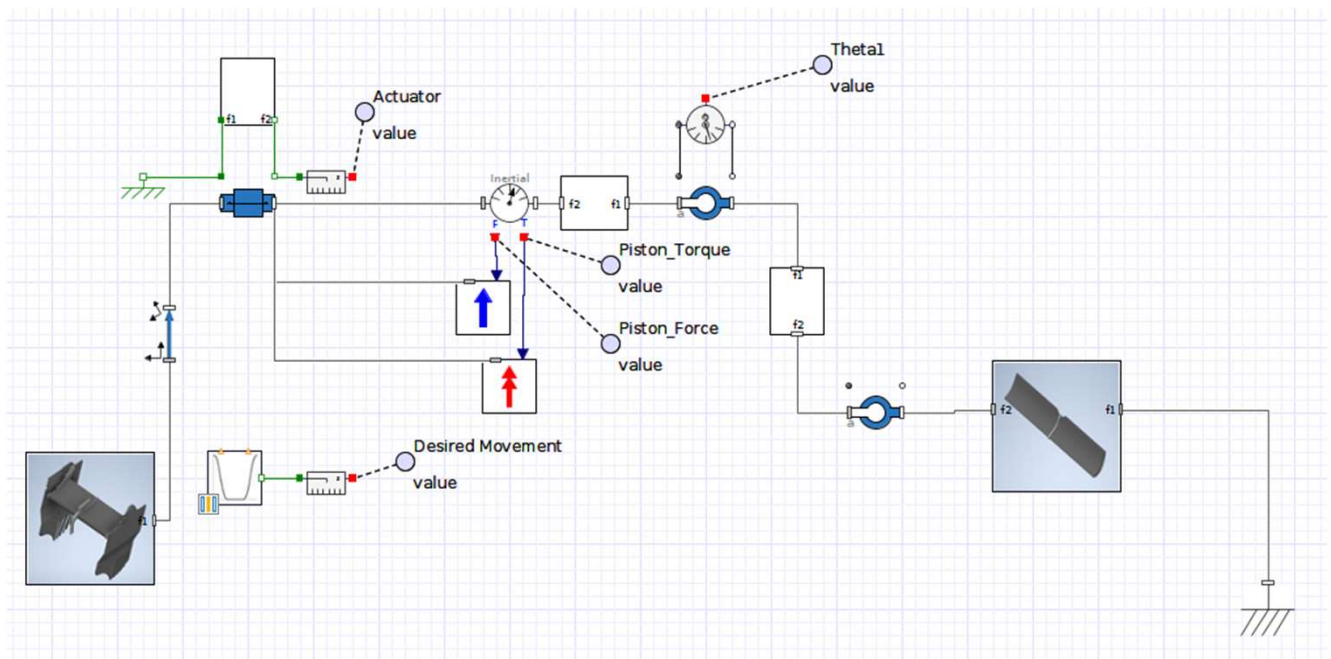 Theta1
value
Actuator
value
f1
f2
Inertial
f2
f1
a
F
T
Piston_Torque
value
f1
Piston_Force
value
f2
f2
f1
a
Desired Movement
value
f1